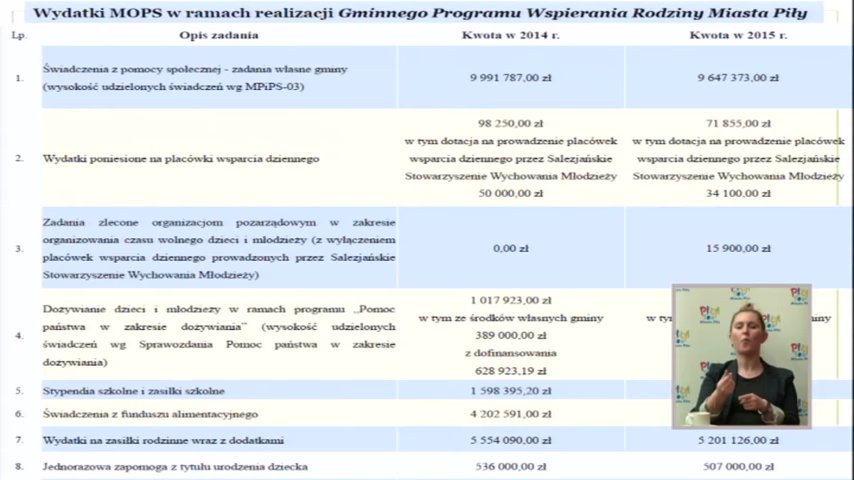 Wydatki MOPS w ramach realizacji Gminnego Programu Wspierania Rodziny Miasta Piły
Lp. Opis zadania Kwota w 2014 r. Kwota w 2015 r.
1. Świadczenia z pomocy społecznej - zadania własne gminy
(wysokość udzielonych świadczeń wg MPiPS-03)
9 991 787,00 zł
9 647 373,00 zł
2. Wydatki poniesione na placówki wsparcia dziennego
98 250,00 zł
w tym dotacja na prowadzenie placówek
wsparcia dziennego przez Salezjańskie
Stowarzyszenie Wychowania Młodzieży
50 000,00 zł
71 855,00 zł
w tym dotacja na prowadzenie placówek
wsparcia dziennego przez Salezjańskie
Stowarzyszenie Wychowania Młodzieży
34 100,00 zł
3. Zadania zlecone organizacjom pozarządowym w zakresie
organizowania czasu wolnego dzieci i młodzieży (z wyłączeniem
placówek wsparcia dziennego prowadzonych przez Salezjańskie
Stowarzyszenie Wychowania Młodzieży)
0,00 zł
15 900,00 zł
4. Dożywianie dzieci i młodzieży w ramach programu „Pomoc
państwa w zakresie dożywiania” (wysokość udzielonych
świadczeń wg Sprawozdania Pomoc państwa w zakresie
dożywiania)
1 017 923,00 zł
w tym ze środków własnych gminy
389 000,00 zł
z dofinansowania
628 923,19 zł
w ty
miny
5. Stypendia szkolne i zasiłki szkolne 1 598 395,20 zł
6. Świadczenia z funduszu alimentacyjnego 4 202 591,00 zł
7. Wydatki na zasiłki rodzinne wraz z dodatkami 5 554 090,00 zł 5 201 126,00 zł
8. Jednorazowa zapomoga z tytułu urodzenia dziecka 536 000,00 zł 507 000,00 zł